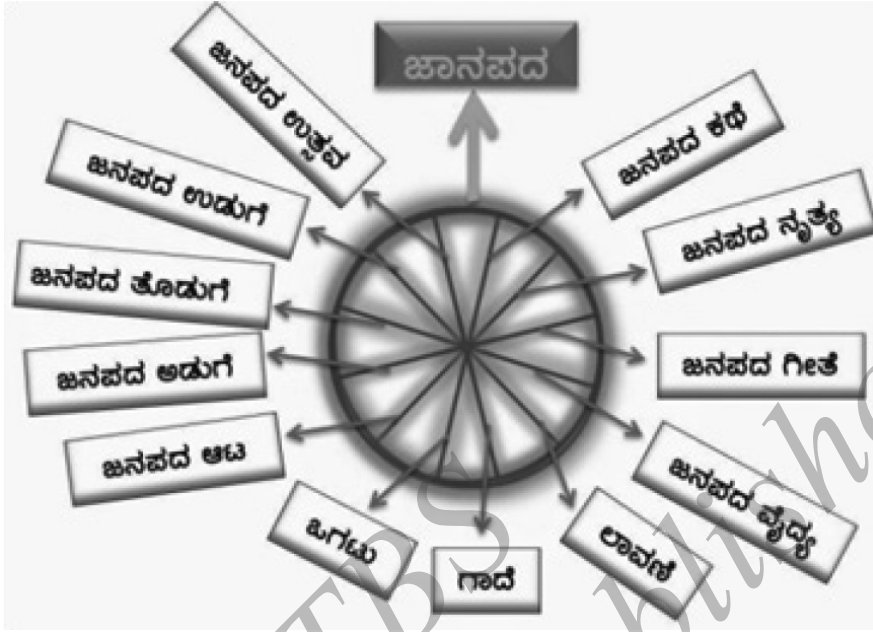 ಜಾನಪದ
ಜನಪದ ಕಥೆ
ಜನಪದ ನೃತ್ಯ
ಜನಪದ ಗೀತೆ
ಜನಪದ ವೈದ್ಯ
ಲಾವಣಿ
ಗಾದೆ
ಒಗಟು
ಜನಪದ ಆಟ
ಜನಪದ ಅಡುಗೆ
ಜನಪದ ತೊಡುಗೆ
ಜನಪದ ಉಡುಗೆ
ಜನಪದ ಉತ್ಸವ